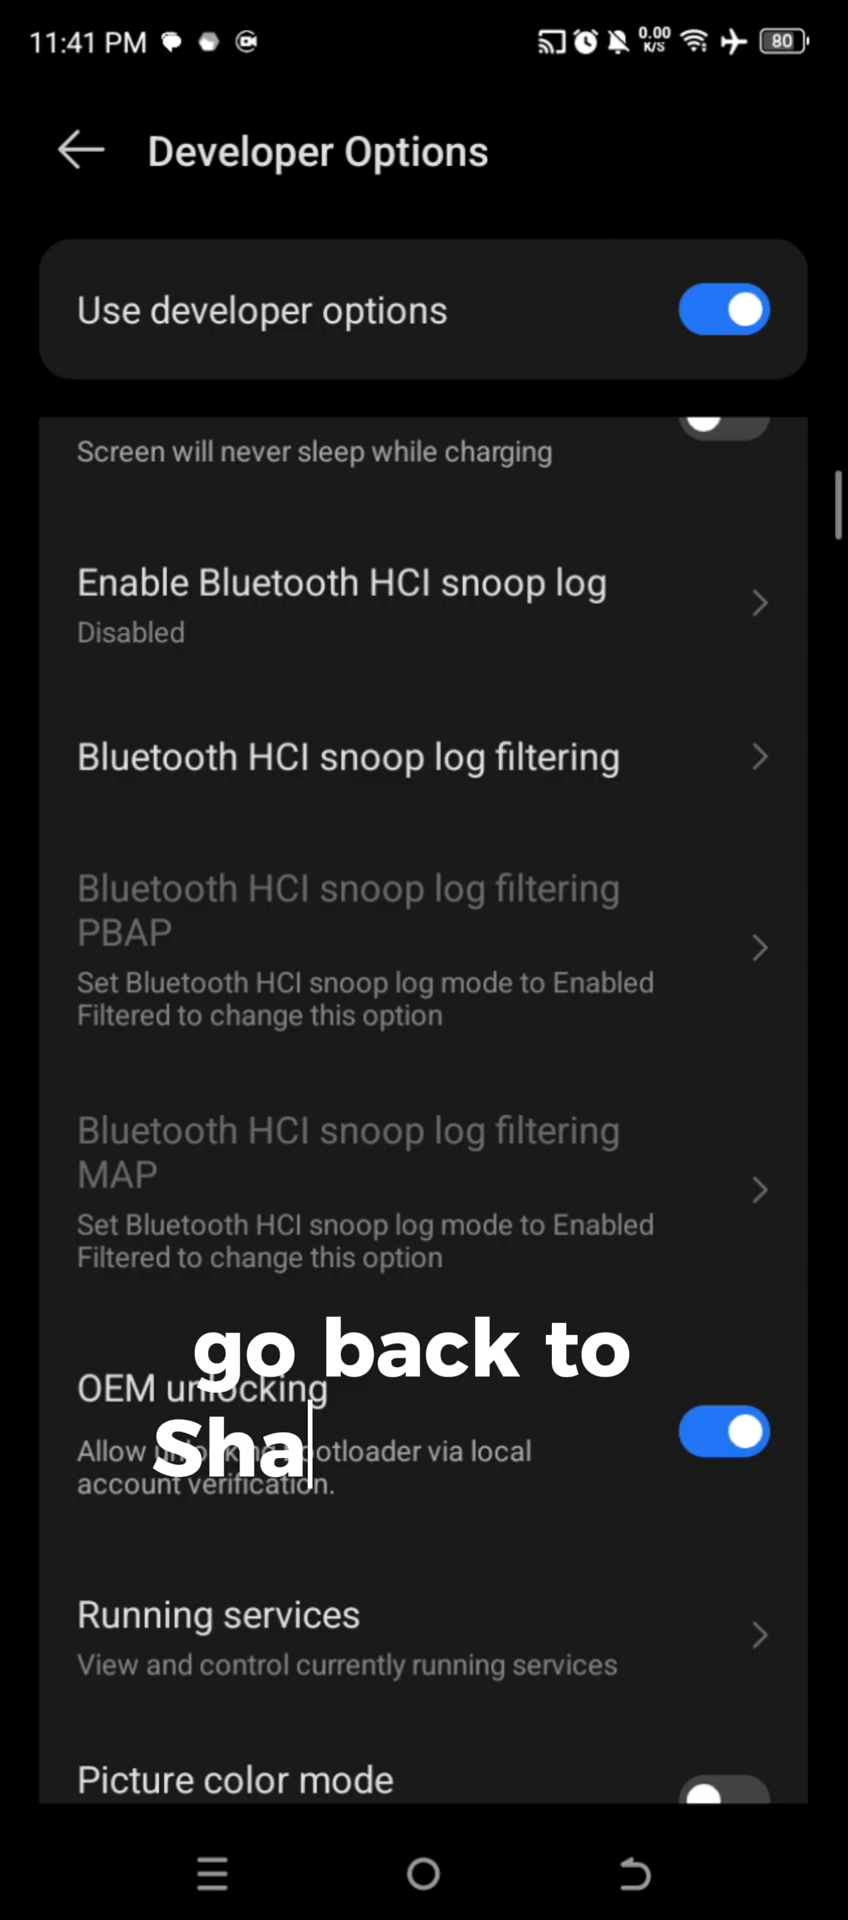 11:41 PM
0.00
K/S
80
Developer Options
Use developer options
Screen will never sleep while charging
Enable Bluetooth HCI snoop log
Disabled
Bluetooth HCI snoop log filtering
Bluetooth HCI snoop log filtering
PBAP
Set Bluetooth HCI snoop log mode to Enabled
Filtered to change this option
Bluetooth HCI snoop log filtering
MAP
Set Bluetooth HCI snoop log mode to Enabled
Filtered to change this option
go back to
Sha
OEM unlocking
Allow unlocking bootloader via local
account verification.
Running services
View and control currently running services
Picture color mode